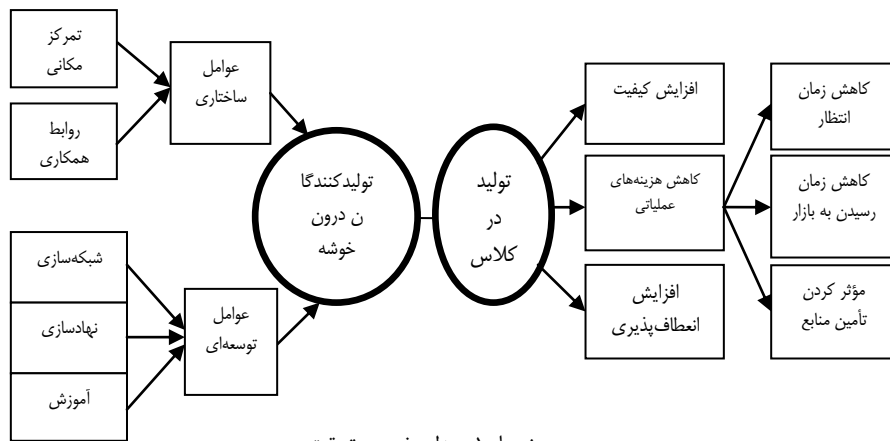 تمرکز
مکانی
روابط
همکاری
عوامل
ساختاری
شبکه‌سازی
نهادسازی
آموزش
عوامل
توسعه‌ای
تولیدکنندگا
ن درون
خوشه
تولید
در
کلاس
افزایش کیفیت
کاهش هزینه‌های
عملیاتی
افزایش
انعطاف‌پذیری
کاهش زمان
انتظار
کاهش زمان
رسیدن به بازار
مؤثر کردن
تأمین منابع